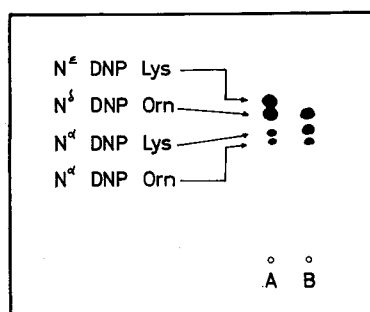 N^ε DNP Lys
N^δ DNP Orn
N^α DNP Lys
N^α DNP Orn
A B